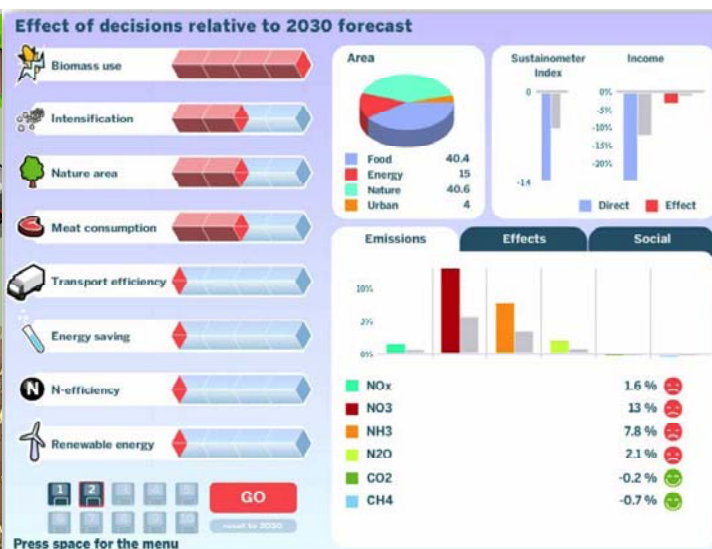 Effect of decisions relative to 2030 forecast
Biomass use
Intensification
Nature area
Meat consumption
Transport efficiency
Energy saving
N
N-efficiency
Renewable energy
1 2
GO
reset to 2030
Press space for the menu
Area
Food 40.4
Energy 15
Nature 40.6
Urban 4
Sustainometer Index
0
-1.4
Income
0%
-5%
-10%
-15%
-20%
Direct Effect
Emissions Effects Social
10%
0%
NOx 1.6 %
NO3 13 %
NH3 7.8 %
N2O 2.1 %
CO2 -0.2 %
CH4 -0.7 %